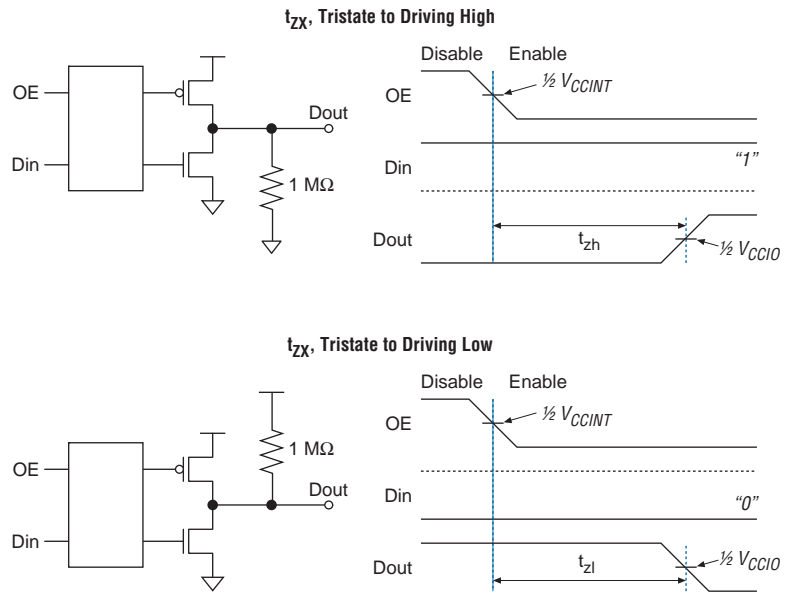 tZX, Tristate to Driving High
Disable Enable
OE
Din
Dout
1 MΩ
OE
½ VCCINT
Din
“1”
Dout
tzh
½ VCCIO
tZX, Tristate to Driving Low
Disable Enable
OE
Din
1 MΩ
Dout
OE
½ VCCINT
Din
“0”
Dout
tzl
½ VCCIO